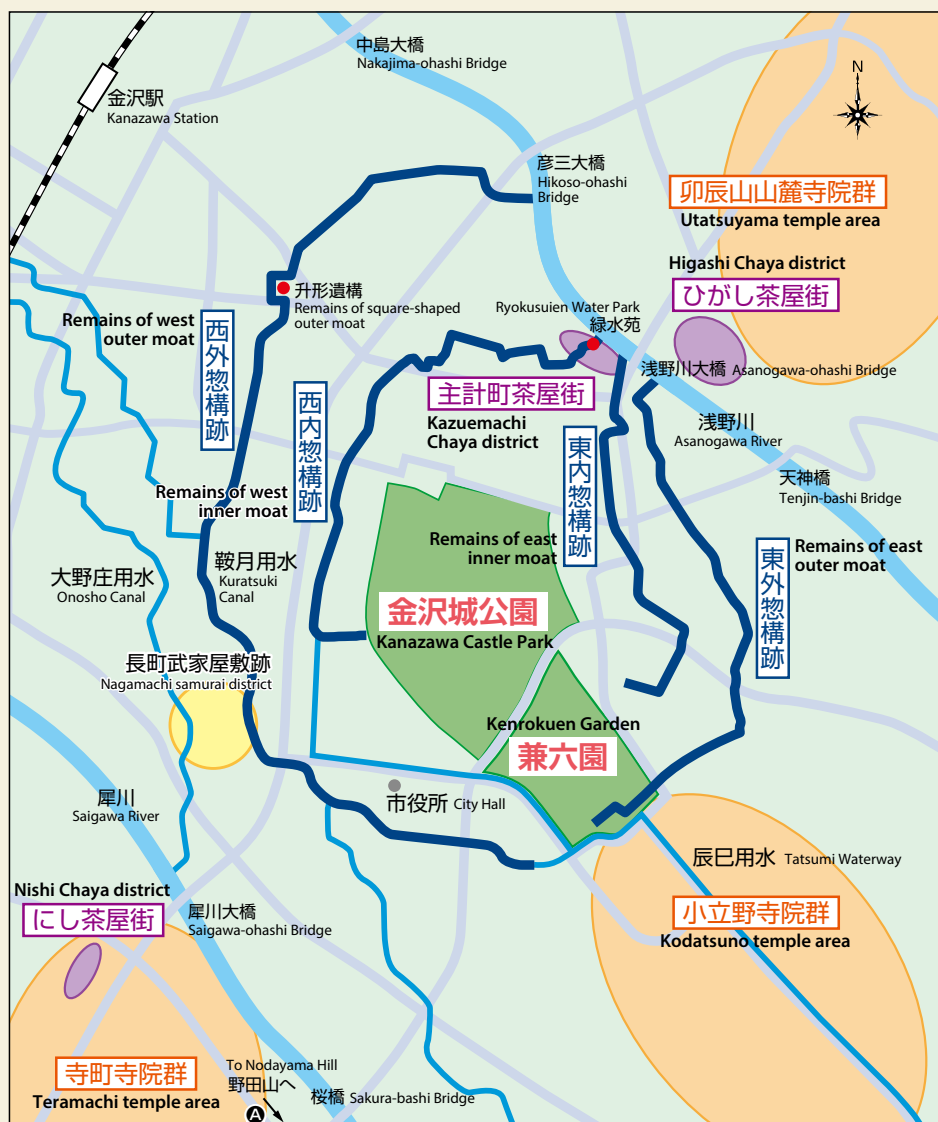 中島大橋
Nakajima-ohashi Bridge
N
金沢駅
Kanazawa Station
彦三大橋
Hikoso-ohashi
Bridge
卯辰山山麓寺院群
Utatsuyama temple area
Higashi Chaya district
ひがし茶屋街
升形遺構
Remains of square-shaped
outer moat
Ryokusuien Water Park
緑水苑
Remains of west
outer moat
西外惣構跡
西内惣構跡
浅野川大橋 Asanogawa-ohashi Bridge
主計町茶屋街
Kazuemachi
Chaya district
浅野川
Asanogawa River
東内惣構跡
天神橋
Tenjin-bashi Bridge
Remains of west
inner moat
Remains of east
inner moat
東外惣構跡
Remains of east
outer moat
鞍月用水
Kuratsuki
Canal
大野庄用水
Onosho Canal
金沢城公園
Kanazawa Castle Park
長町武家屋敷跡
Nagamachi samurai district
Kenrokuen Garden
兼六園
犀川
Saigawa River
市役所 City Hall
辰巳用水 Tatsumi Waterway
Nishi Chaya district
にし茶屋街
犀川大橋
Saigawa-ohashi Bridge
小立野寺院群
Kodatsuno temple area
寺町寺院群
Teramachi temple area
To Nodayama Hill
野田山へ
A
桜橋 Sakura-bashi Bridge